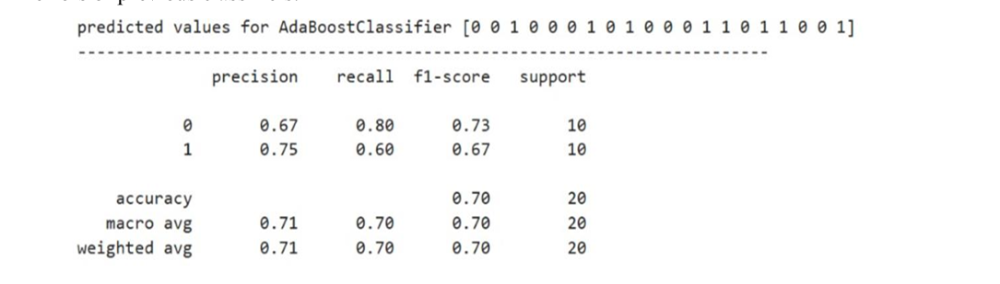 predicted values for AdaBoostClassifier [0 0 1 0 0 0 1 0 1 0 0 0 1 1 0 1 1 0 0 1]
------------------------------------------------------------------------
precision recall f1-score support
0 0.67 0.80 0.73 10
1 0.75 0.60 0.67 10
accuracy 0.70 20
macro avg 0.71 0.70 0.70 20
weighted avg 0.71 0.70 0.70 20